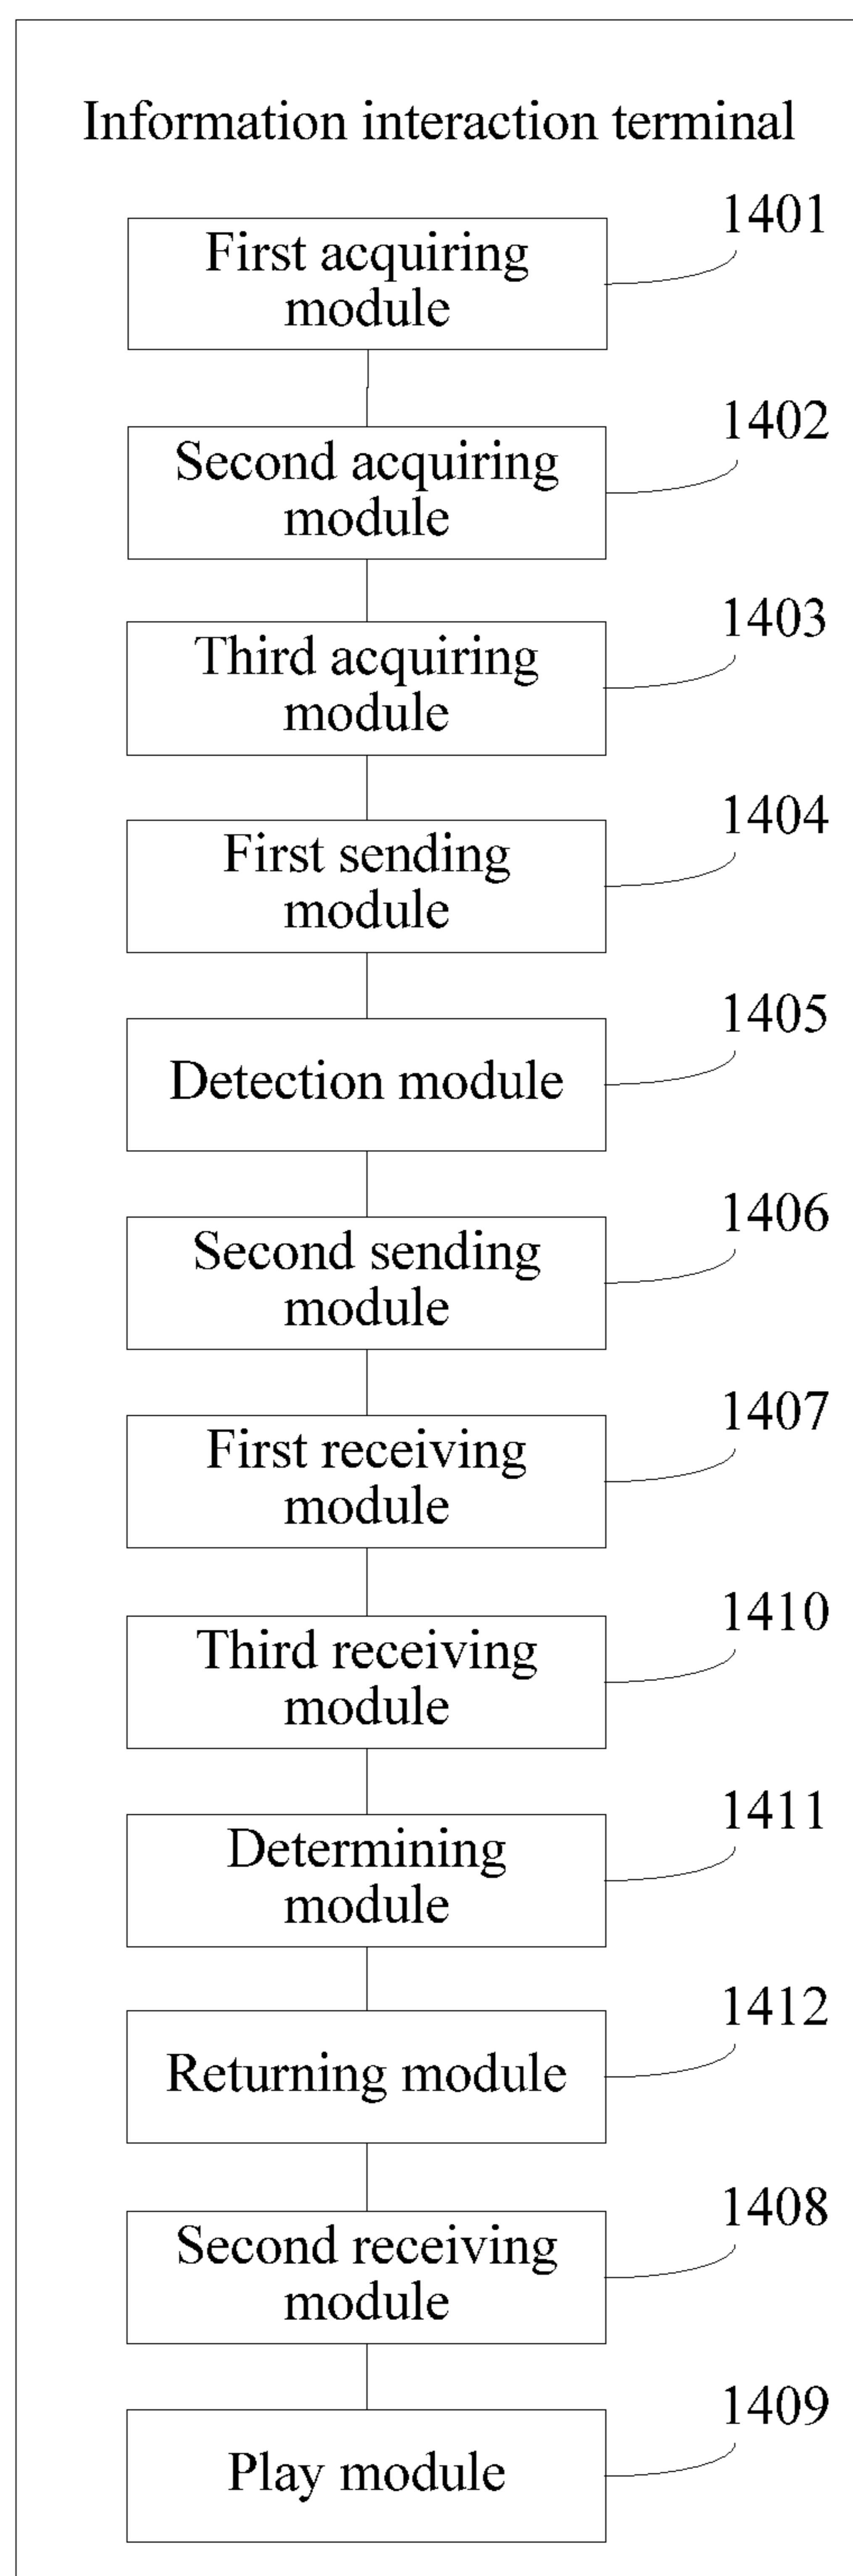 Information interaction terminal
1401
First acquiring
module
1402
Second acquiring
module
1403
Third acquiring
module
1404
First sending
module
1405
Detection module
1406
Second sending
module
1407
First receiving
module
1410
Third receiving
module
1411
Determining
module
1412
Returning module
1408
Second receiving
module
1409
Play module